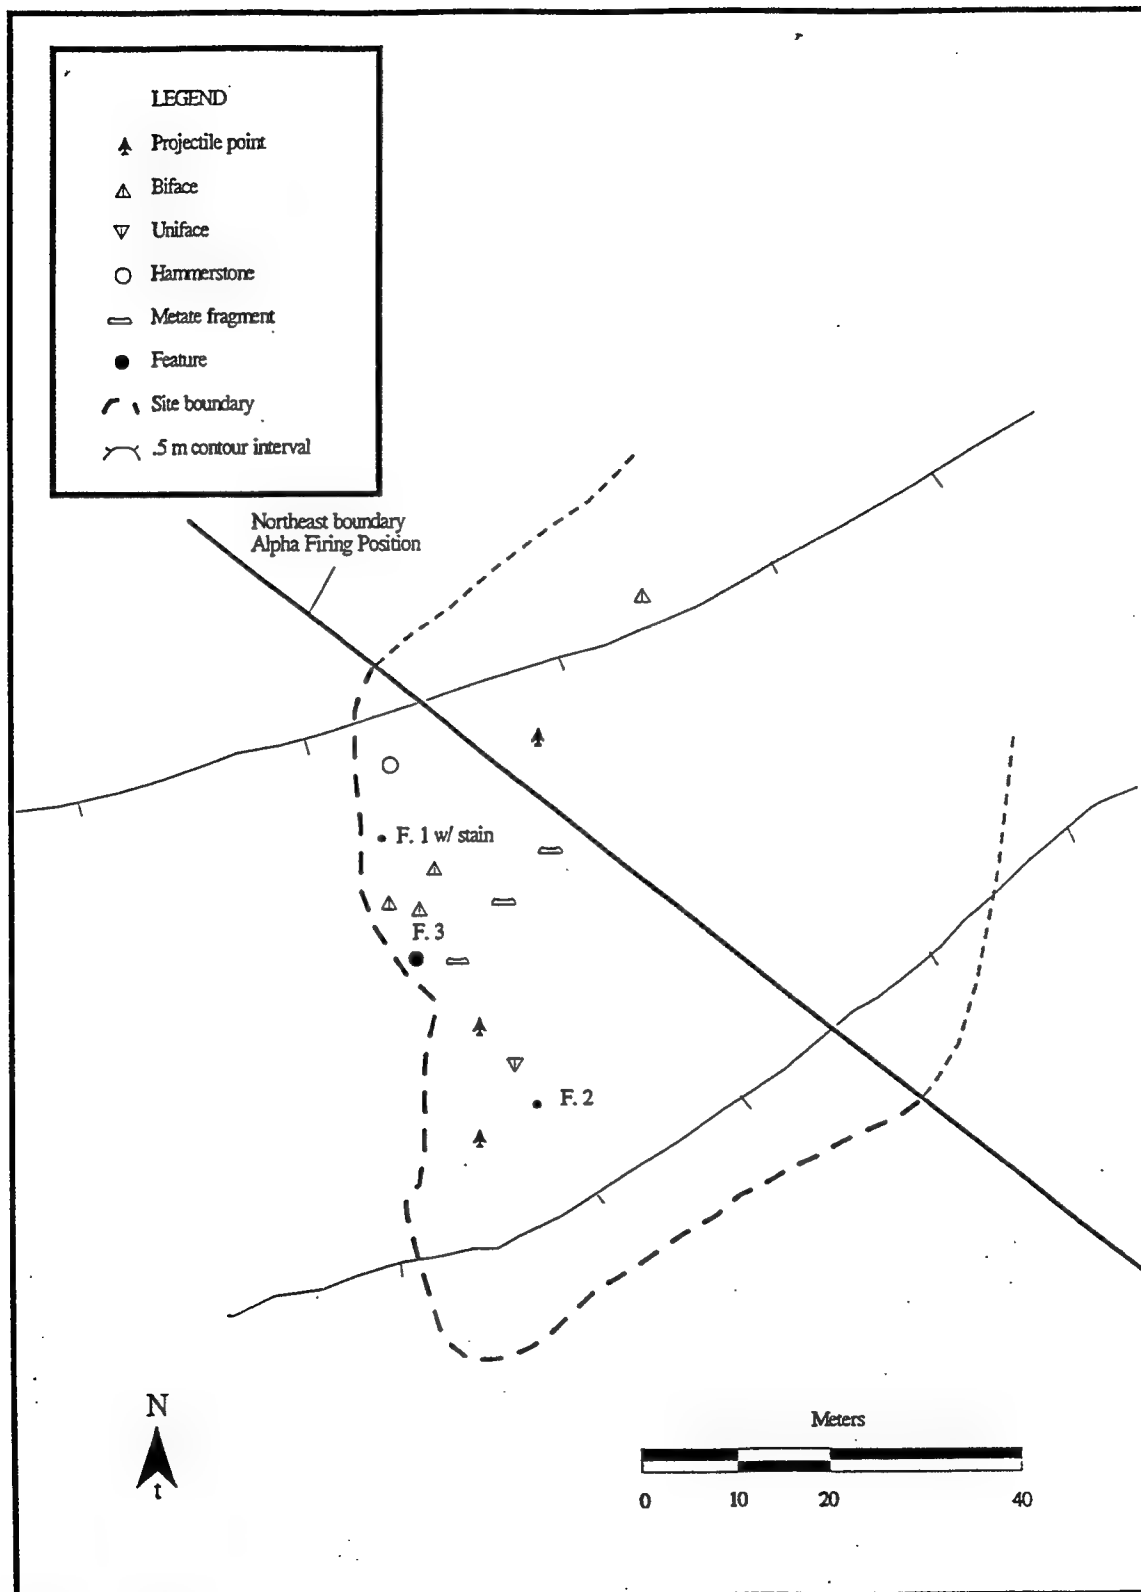 LEGEND
Projectile point
Biface
Uniface
Hammerstone
Metate fragment
Feature
Site boundary
.5 m contour interval
Northeast boundary
Alpha Firing Position
F. 1 w/ stain
F. 3
F. 2
N
t
Meters
0 10 20 40